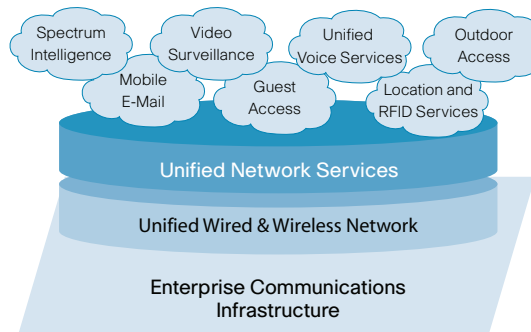 Spectrum
Intelligence
Video
Surveillance
Unified
Voice Services
Outdoor
Access
Mobile
E-Mail
Guest
Access
Location and
RFID Services
Unified Network Services
Unified Wired & Wireless Network
Enterprise Communications
Infrastructure